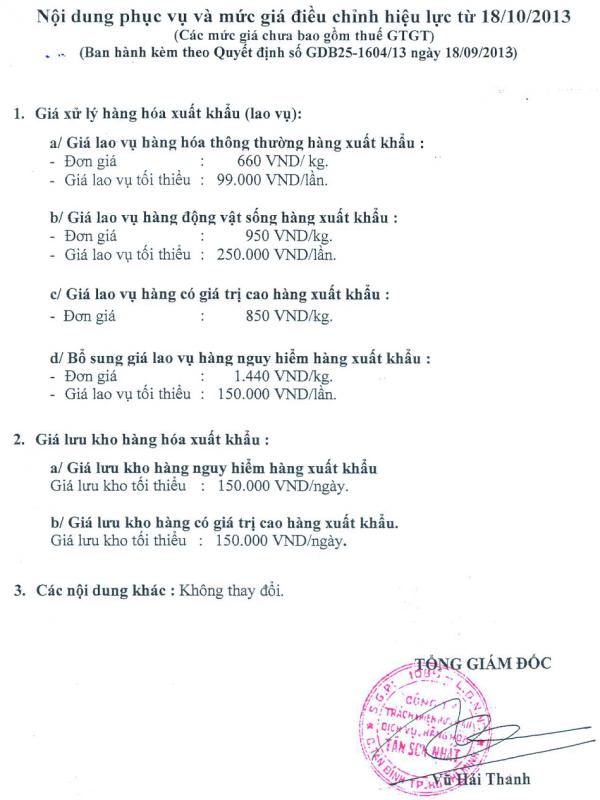 Nội dung phục vụ và mức giá điều chỉnh hiệu lực từ 18/10/2013
(Các mức giá chưa bao gồm thuế GTGT)
(Ban hành kèm theo Quyết định số GDB25-1604/13 ngày 18/09/2013)
1. Giá xử lý hàng hóa xuất khẩu (lao vụ):
a/ Giá lao vụ hàng hóa thông thường hàng xuất khẩu :
- Đơn giá : 660 VND/ kg.
- Giá lao vụ tối thiểu : 99.000 VND/lần.
b/ Giá lao vụ hàng động vật sống hàng xuất khẩu :
- Đơn giá : 950 VND/kg.
- Giá lao vụ tối thiểu : 250.000 VND/lần.
c/ Giá lao vụ hàng có giá trị cao hàng xuất khẩu :
- Đơn giá : 850 VND/kg.
d/ Bổ sung giá lao vụ hàng nguy hiểm hàng xuất khẩu :
- Đơn giá : 1.440 VND/kg.
- Giá lao vụ tối thiểu : 150.000 VND/lần.
2. Giá lưu kho hàng hóa xuất khẩu :
a/ Giá lưu kho hàng nguy hiểm hàng xuất khẩu
Giá lưu kho tối thiểu : 150.000 VND/ngày.
b/ Giá lưu kho hàng có giá trị cao hàng xuất khẩu.
Giá lưu kho tối thiểu : 150.000 VND/ngày.
3. Các nội dung khác : Không thay đổi.
TỔNG GIÁM ĐỐC
CÔNG TY
DỊCH VỤ HÀNG HÓA
TÂN SƠN NHẤT
Vũ Hải Thanh